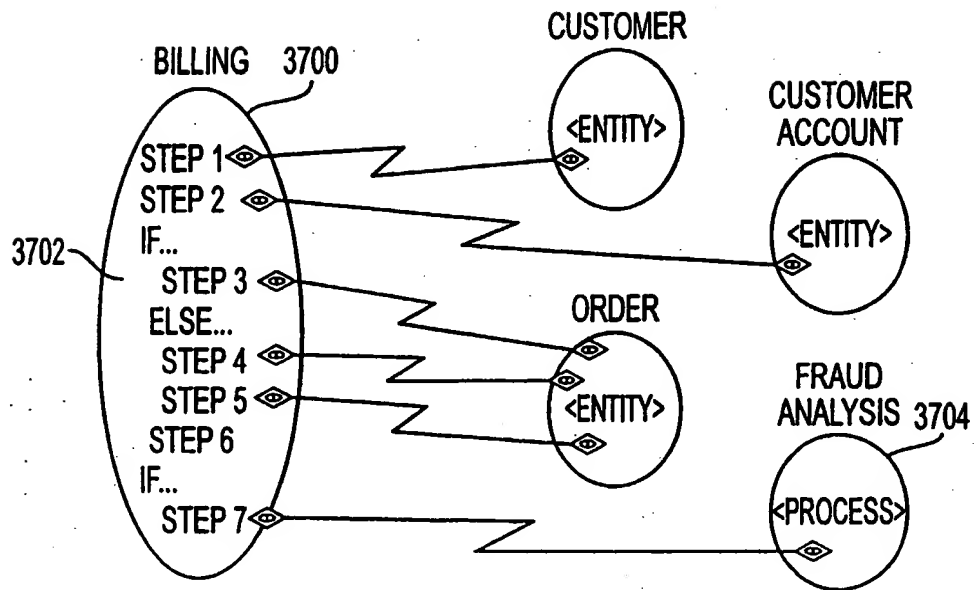 BILLING 3700
STEP 1
STEP 2
IF...
3702
STEP 3
ELSE...
STEP 4
STEP 5
STEP 6
IF...
STEP 7
CUSTOMER
<ENTITY>
CUSTOMER
ACCOUNT
<ENTITY>
ORDER
<ENTITY>
FRAUD
ANALYSIS 3704
<PROCESS>